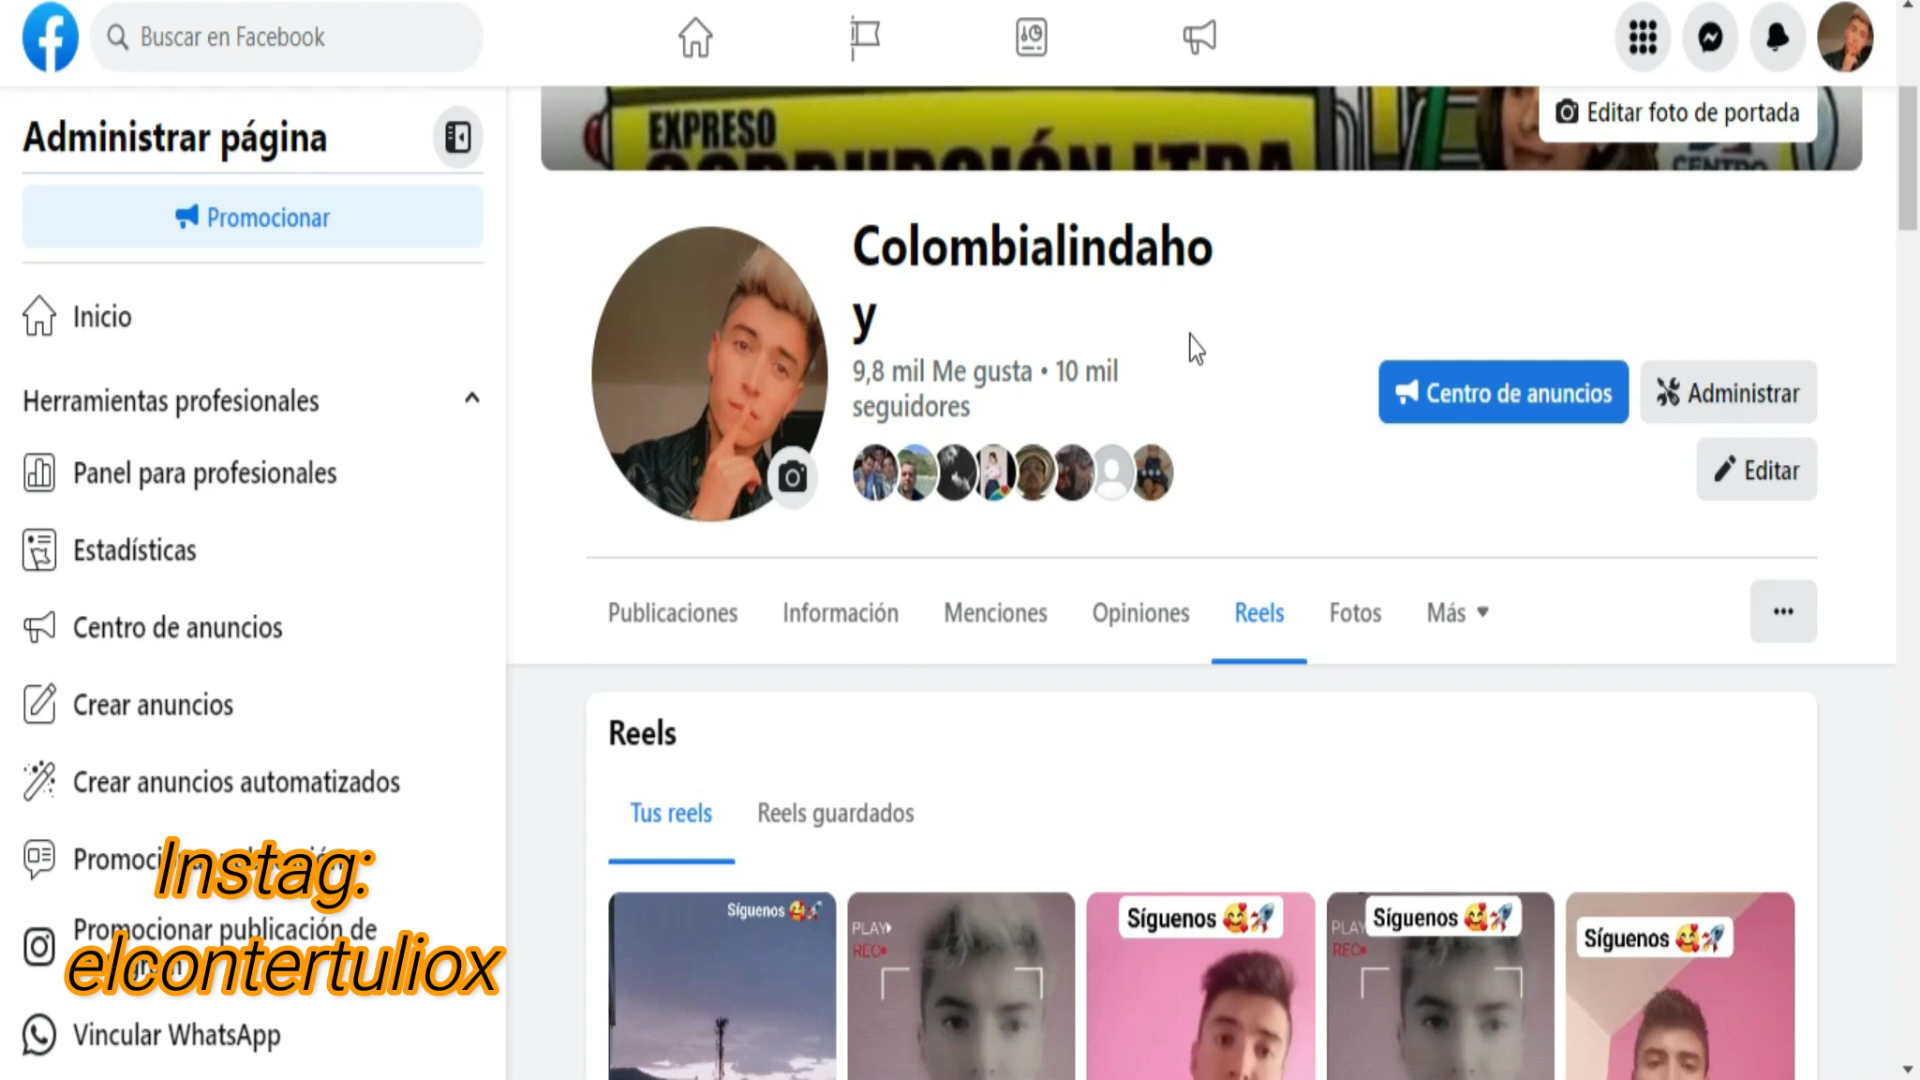 Buscar en Facebook
Administrar página
Promocionar
Inicio
Herramientas profesionales
Panel para profesionales
Estadísticas
Centro de anuncios
Crear anuncios
Crear anuncios automatizados
Promoci
Instag:
Promocionar publicación de
elcontertuliox
Vincular WhatsApp
EXPRESO
CORRUPCIÓN LTDA
CENTRO
Editar foto de portada
Colombialindaho
y
9,8 mil Me gusta • 10 mil
seguidores
Centro de anuncios
Administrar
Editar
Publicaciones Información Menciones Opiniones Reels Fotos Más
Reels
Tus reels Reels guardados
Síguenos
PLAY
REC
Síguenos
PLAY
REC
Síguenos
Síguenos